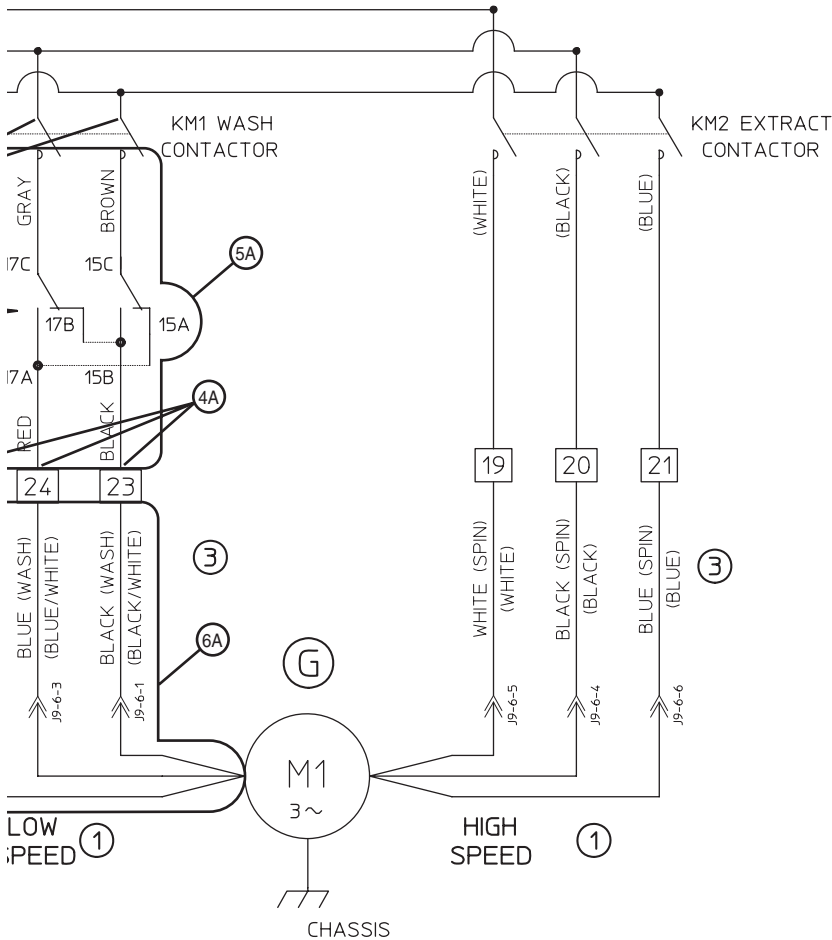 KM1 WASH
CONTACTOR
KM2 EXTRACT
CONTACTOR
GRAY
BROWN
(WHITE)
(BLACK)
(BLUE)
17C
15C
5A
17B
15A
17A
15B
4A
RED
BLACK
24
23
19
20
21
BLUE (WASH)
(BLUE/WHITE)
BLACK (WASH)
(BLACK/WHITE)
3
WHITE (SPIN)
(WHITE)
BLACK (SPIN)
(BLACK)
BLUE (SPIN)
(BLUE)
3
6A
G
J9-6-3
J9-6-1
J9-6-5
J9-6-4
J9-6-6
M1
3~
LOW
SPEED
1
HIGH
SPEED
1
CHASSIS